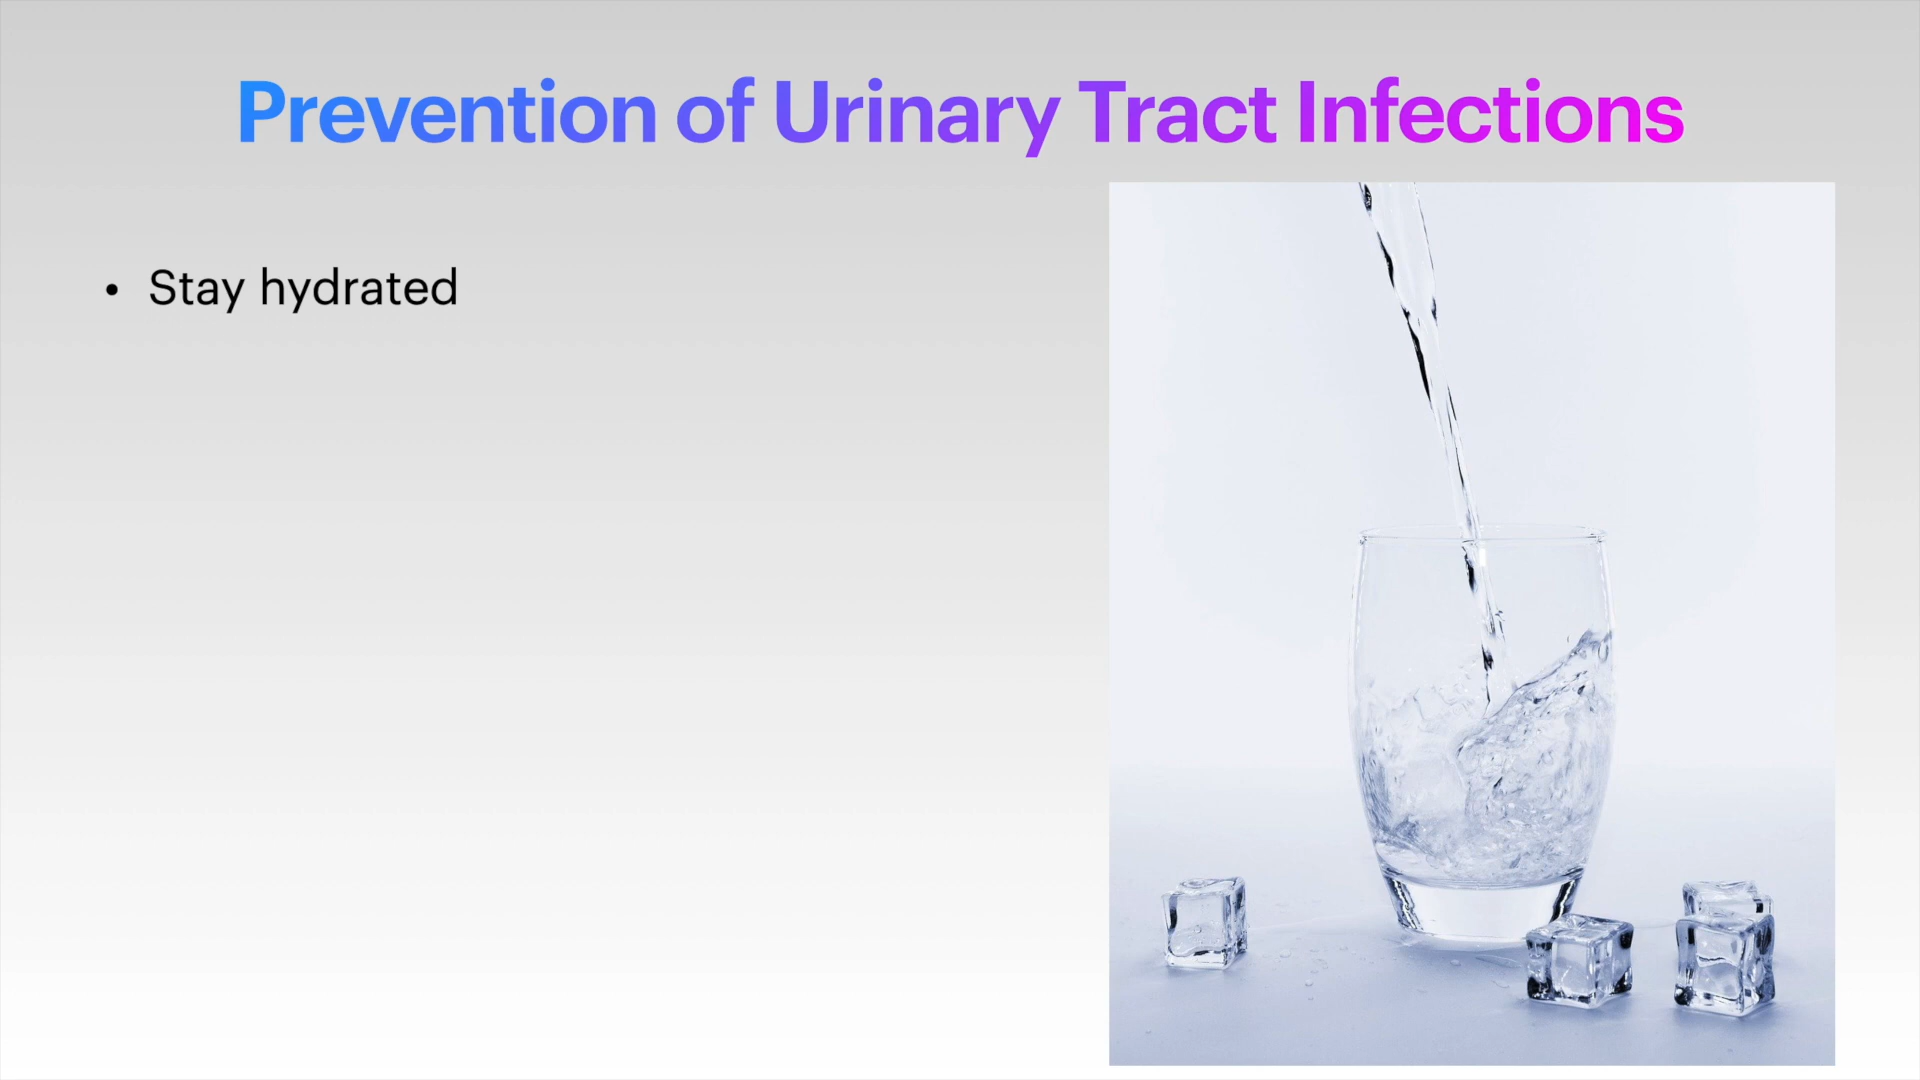 Prevention of Urinary Tract Infections
• Stay hydrated